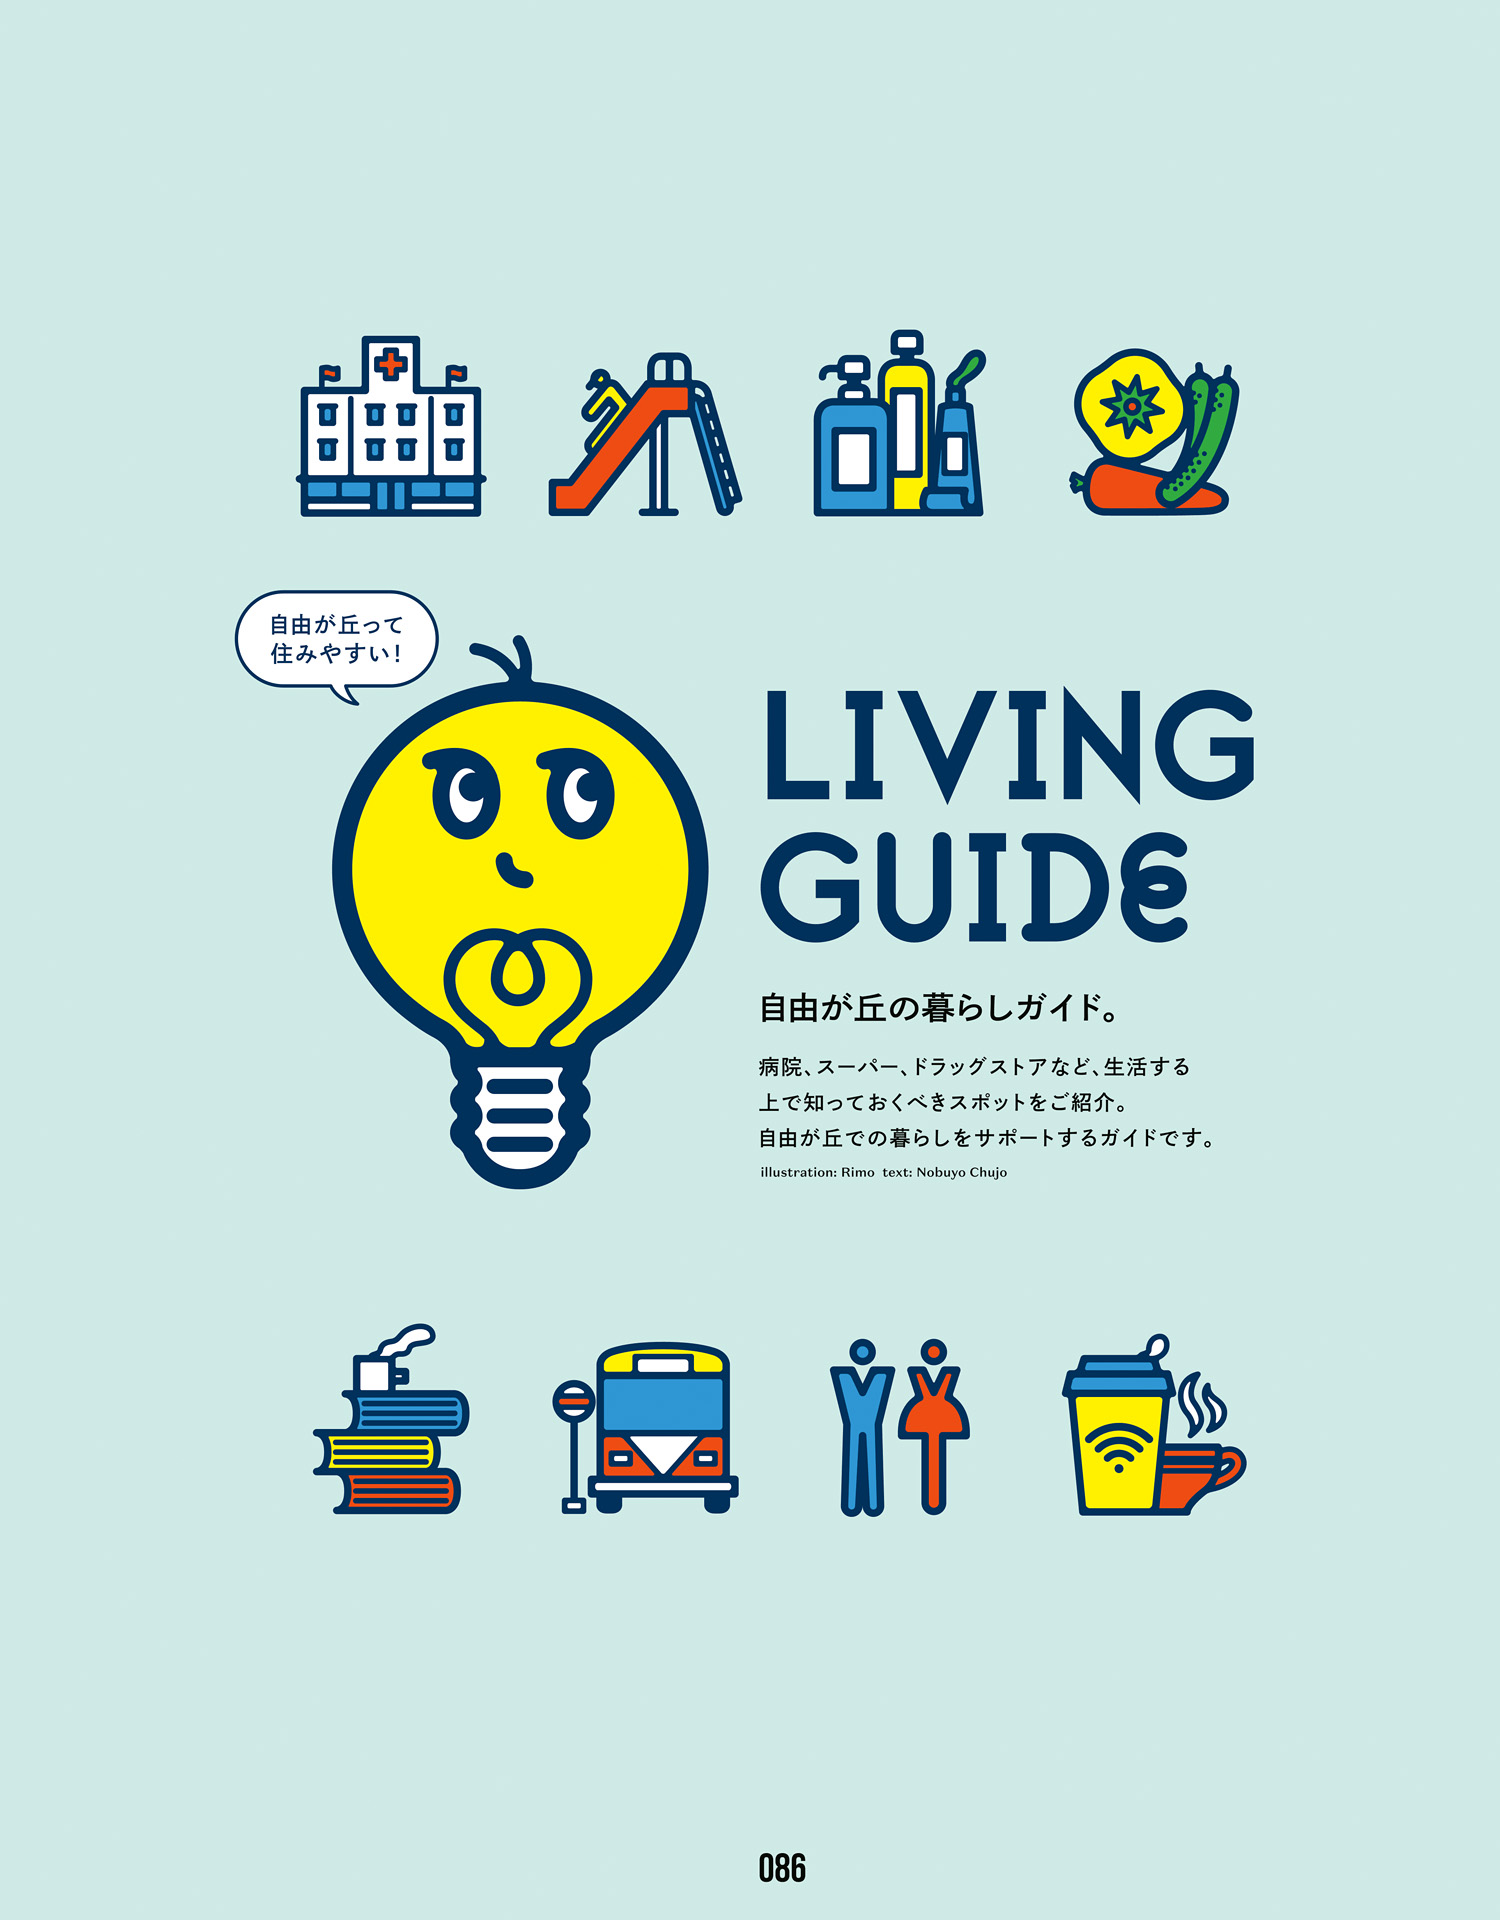 自由が丘って
住みやすい！
LIVING
GUIDE
自由が丘の暮らしガイド。
病院、スーパー、ドラッグストアなど、生活する
上で知っておくべきスポットをご紹介。
自由が丘での暮らしをサポートするガイドです。
illustration: Rimo text: Nobuyo Chujo
086